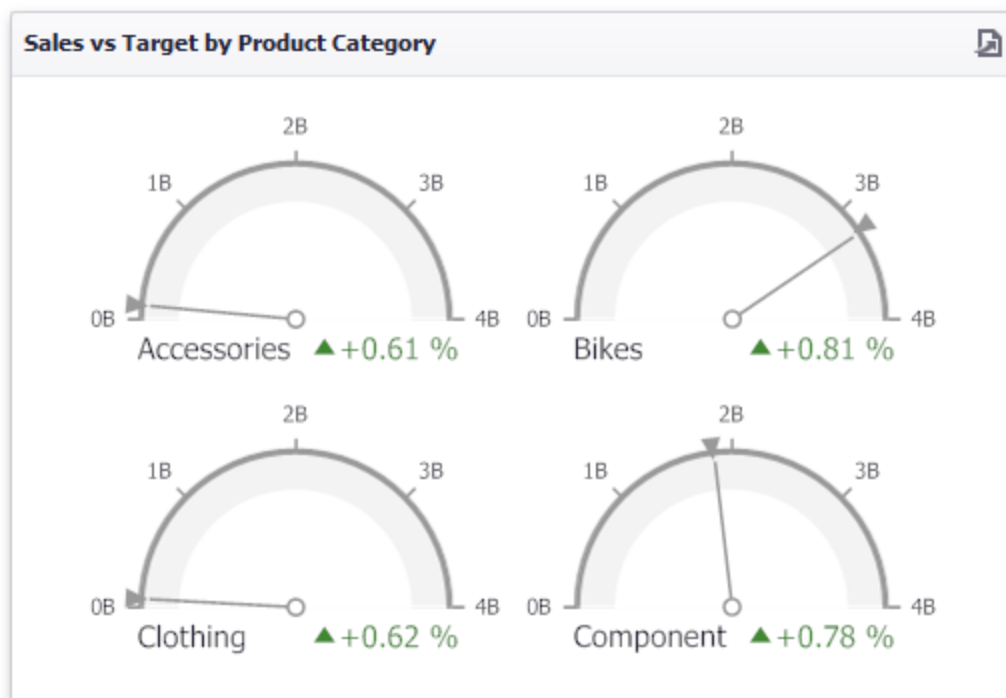 Sales vs Target by Product Category
2B
1B
3B
0B
4B
Accessories ▲+0.61 %
2B
1B
3B
0B
4B
Bikes ▲+0.81 %
2B
1B
3B
0B
4B
Clothing ▲+0.62 %
2B
1B
3B
0B
4B
Component ▲+0.78 %